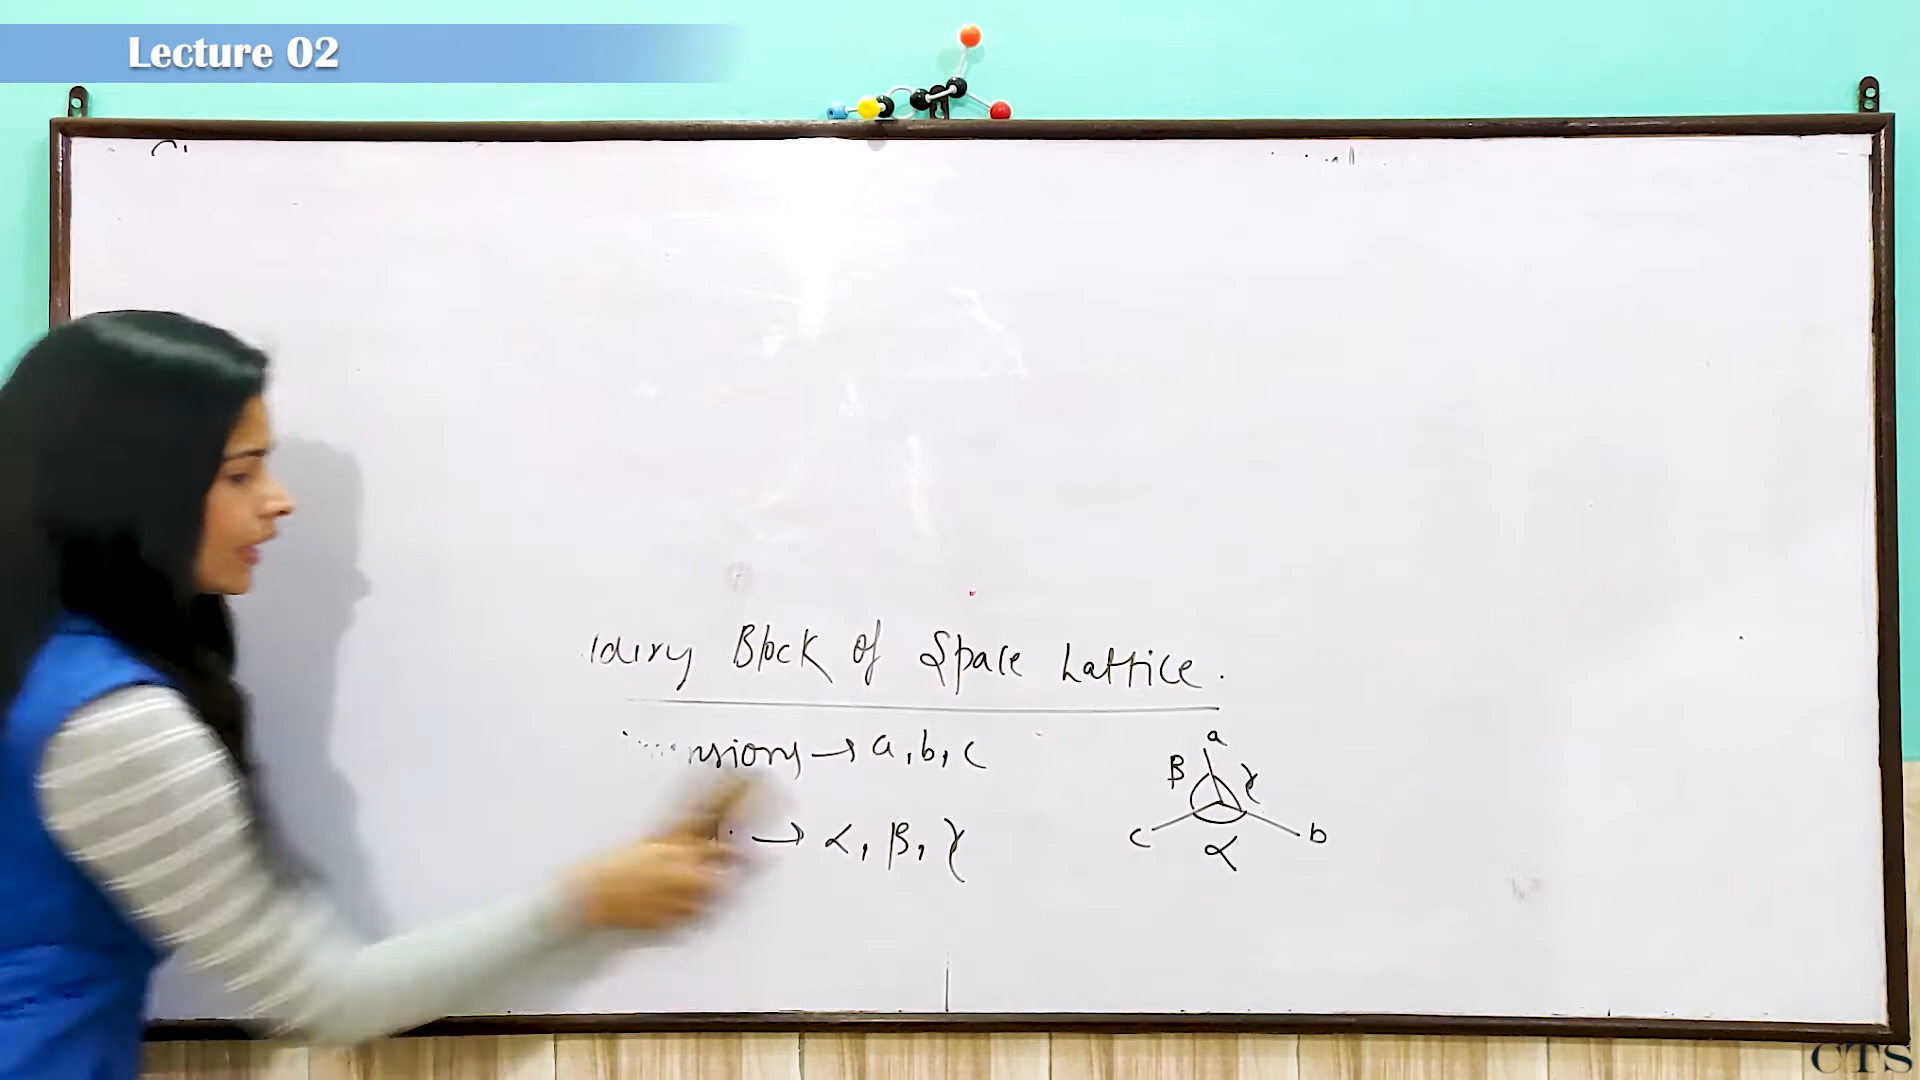 Lecture 02
Block of Space Lattice.
→ a, b, c
→ α, β, γ
a
β γ
c b
α
CTS